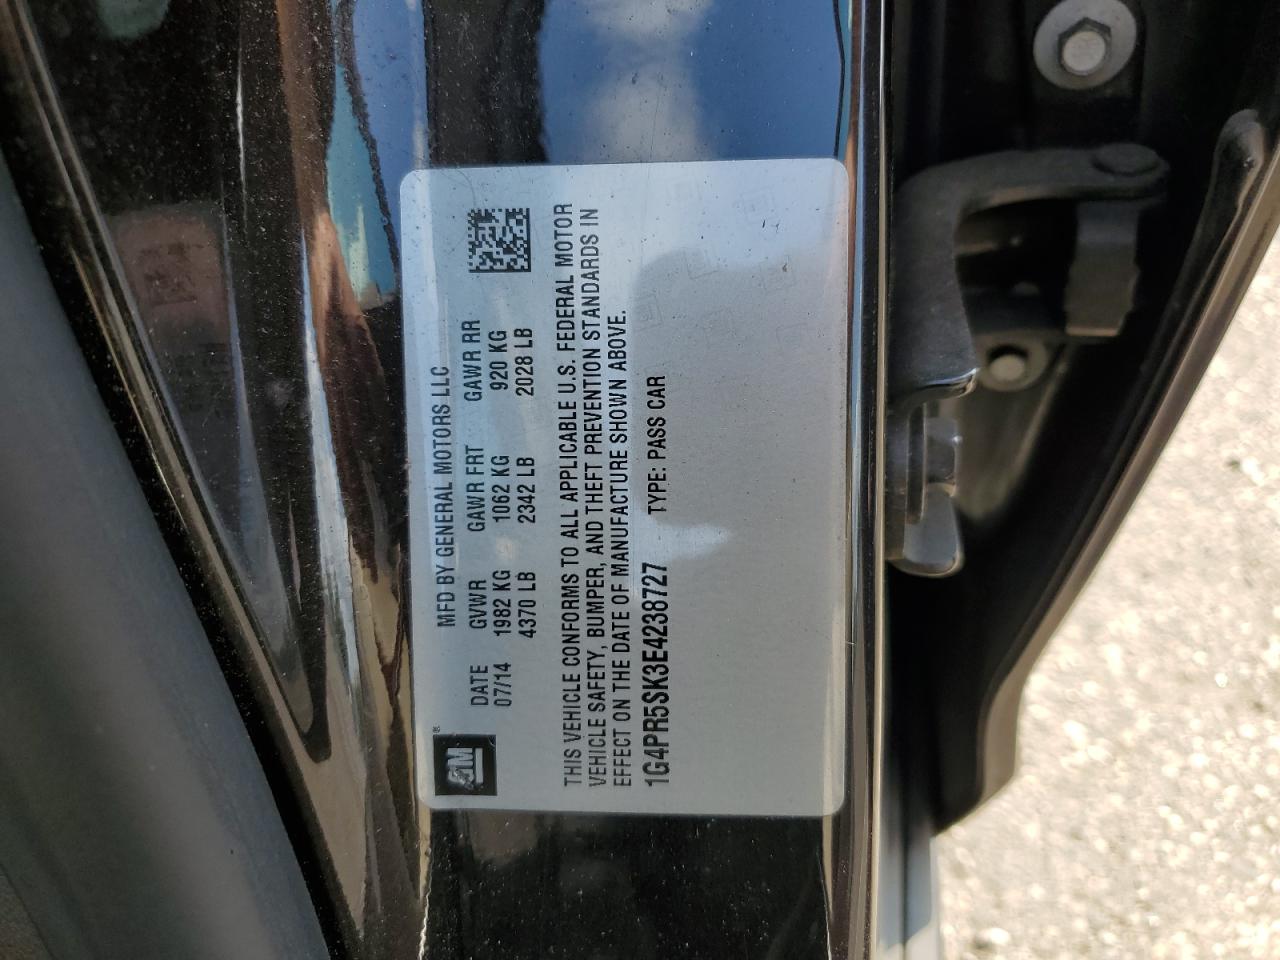 GM®
MFD BY GENERAL MOTORS LLC
DATE GVWR GAWR FRT GAWR RR
07/14 1982 KG 1062 KG 920 KG
4370 LB 2342 LB 2028 LB
THIS VEHICLE CONFORMS TO ALL APPLICABLE U.S. FEDERAL MOTOR
VEHICLE SAFETY, BUMPER, AND THEFT PREVENTION STANDARDS IN
EFFECT ON THE DATE OF MANUFACTURE SHOWN ABOVE.
1G4PR5SK3E4238727 TYPE: PASS CAR